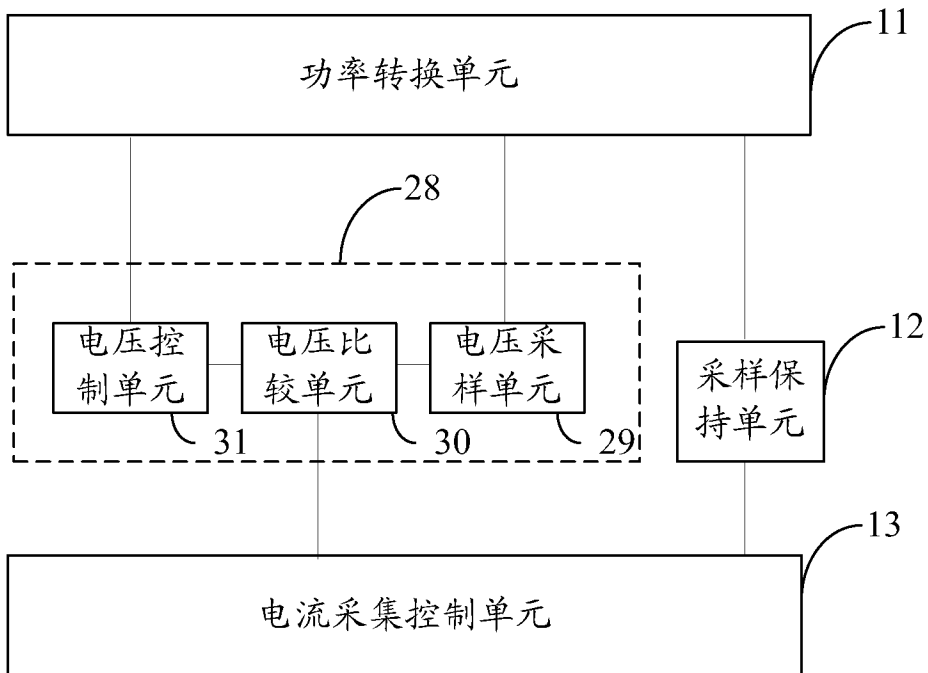 11
功率转换单元
28
电压控
制单元
电压比
较单元
电压采
样单元
12
采样保
持单元
31
30
29
13
电流采集控制单元